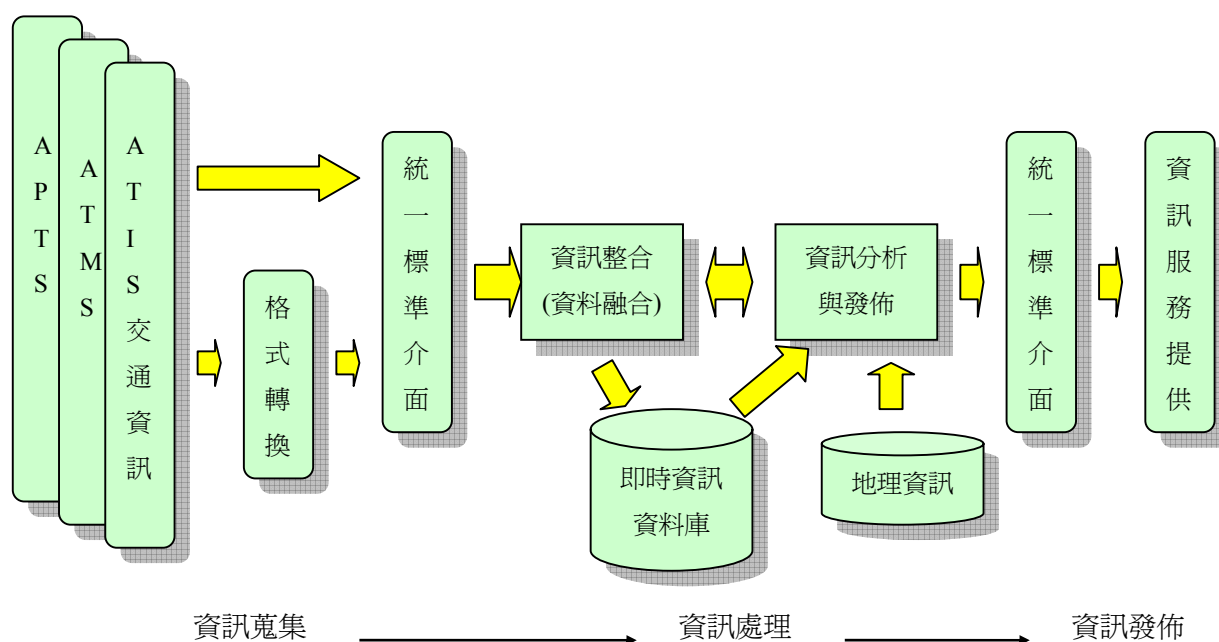 APTS
ATMS
ATIS交通資訊
格式轉換
統一標準介面
資訊整合
(資料融合)
資訊分析
與發佈
即時資訊
資料庫
地理資訊
統一標準介面
資訊服務提供
資訊蒐集
資訊處理
資訊發佈